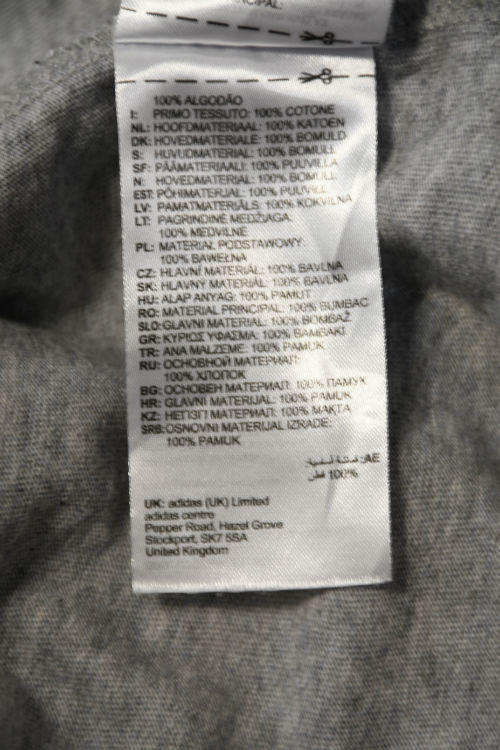 100% ALGODÃO
I: PRIMO TESSUTO: 100% COTONE
NL: HOOFDMATERIAAL: 100% KATOEN
DK: HOVEDMATERIALE: 100% BOMULD
S: HUVUDMATERIAL: 100% BOMULL
SF: PÄÄMATERIAALI: 100% PUUVILLA
N: HOVEDMATERIAL: 100% BOMULL
EST: PÕHIMATERJAL: 100% PUUVILL
LV: PAMATMATERIĀLS: 100% KOKVILNA
LT: PAGRINDINĖ MEDŽIAGA:
100% MEDVILNĖ
PL: MATERIAŁ PODSTAWOWY:
100% BAWEŁNA
CZ: HLAVNÍ MATERIÁL: 100% BAVLNA
SK: HLAVNÝ MATERIÁL: 100% BAVLNA
HU: ALAP ANYAG: 100% PAMUT
RO: MATERIAL PRINCIPAL: 100% BUMBAC
SLO: GLAVNI MATERIAL: 100% BOMBAŽ
GR: ΚΥΡΙΟΣ ΥΦΑΣΜΑ: 100% ΒΑΜΒΑΚΙ
TR: ANA MALZEME: 100% PAMUK
RU: ОСНОВНОЙ МАТЕРИАЛ:
100% ХЛОПОК
BG: ОСНОВЕН МАТЕРИАЛ: 100% ПАМУК
HR: GLAVNI MATERIJAL: 100% PAMUK
KZ: НЕГІЗГІ МАТЕРИАЛ: 100% МАКТА
SRB: OSNOVNI MATERIJAL IZRADE:
100% PAMUK
AE: خامة أساسية:
100% قطن
UK: adidas (UK) Limited
adidas centre
Pepper Road, Hazel Grove
Stockport, SK7 5SA
United Kingdom